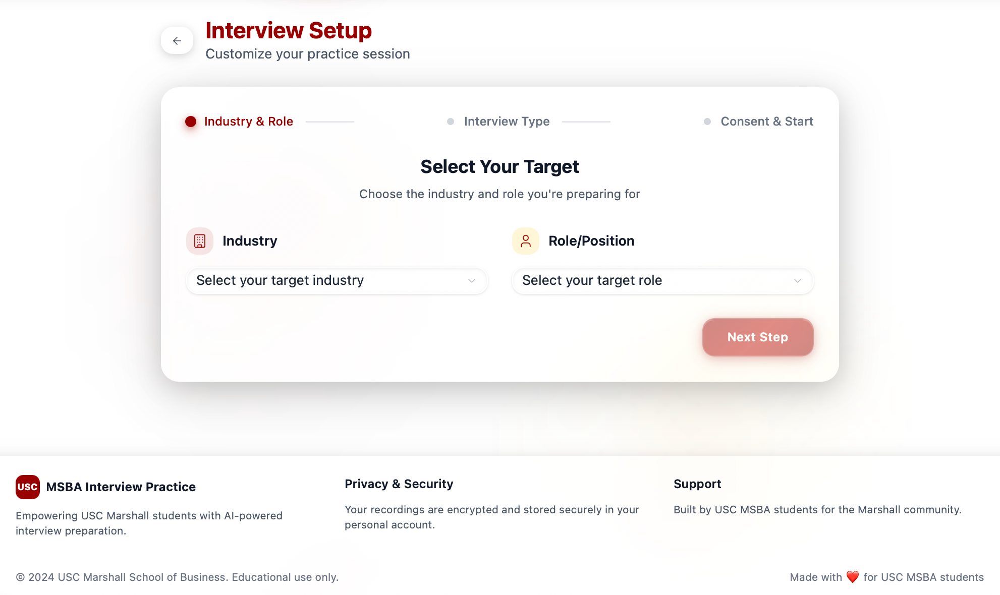 Interview Setup
Customize your practice session
Industry & Role
Interview Type
Consent & Start
Select Your Target
Choose the industry and role you're preparing for
Industry
Role/Position
Select your target industry
Select your target role
Next Step
USC
MSBA Interview Practice
Empowering USC Marshall students with AI-powered
interview preparation.
Privacy & Security
Your recordings are encrypted and stored securely in your
personal account.
Support
Built by USC MSBA students for the Marshall community.
© 2024 USC Marshall School of Business. Educational use only.
Made with ❤️ for USC MSBA students